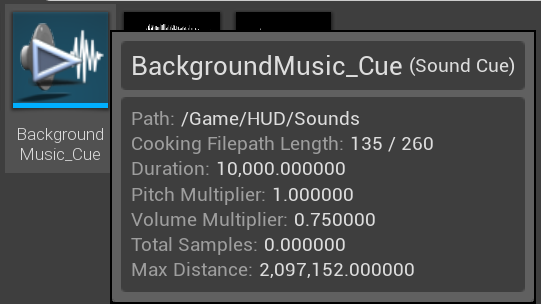 BackgroundMusic_Cue (Sound Cue)
Path: /Game/HUD/Sounds
Cooking Filepath Length: 135 / 260
Duration: 10,000.000000
Pitch Multiplier: 1.000000
Volume Multiplier: 0.750000
Total Samples: 0.000000
Max Distance: 2,097,152.000000
Background
Music_Cue